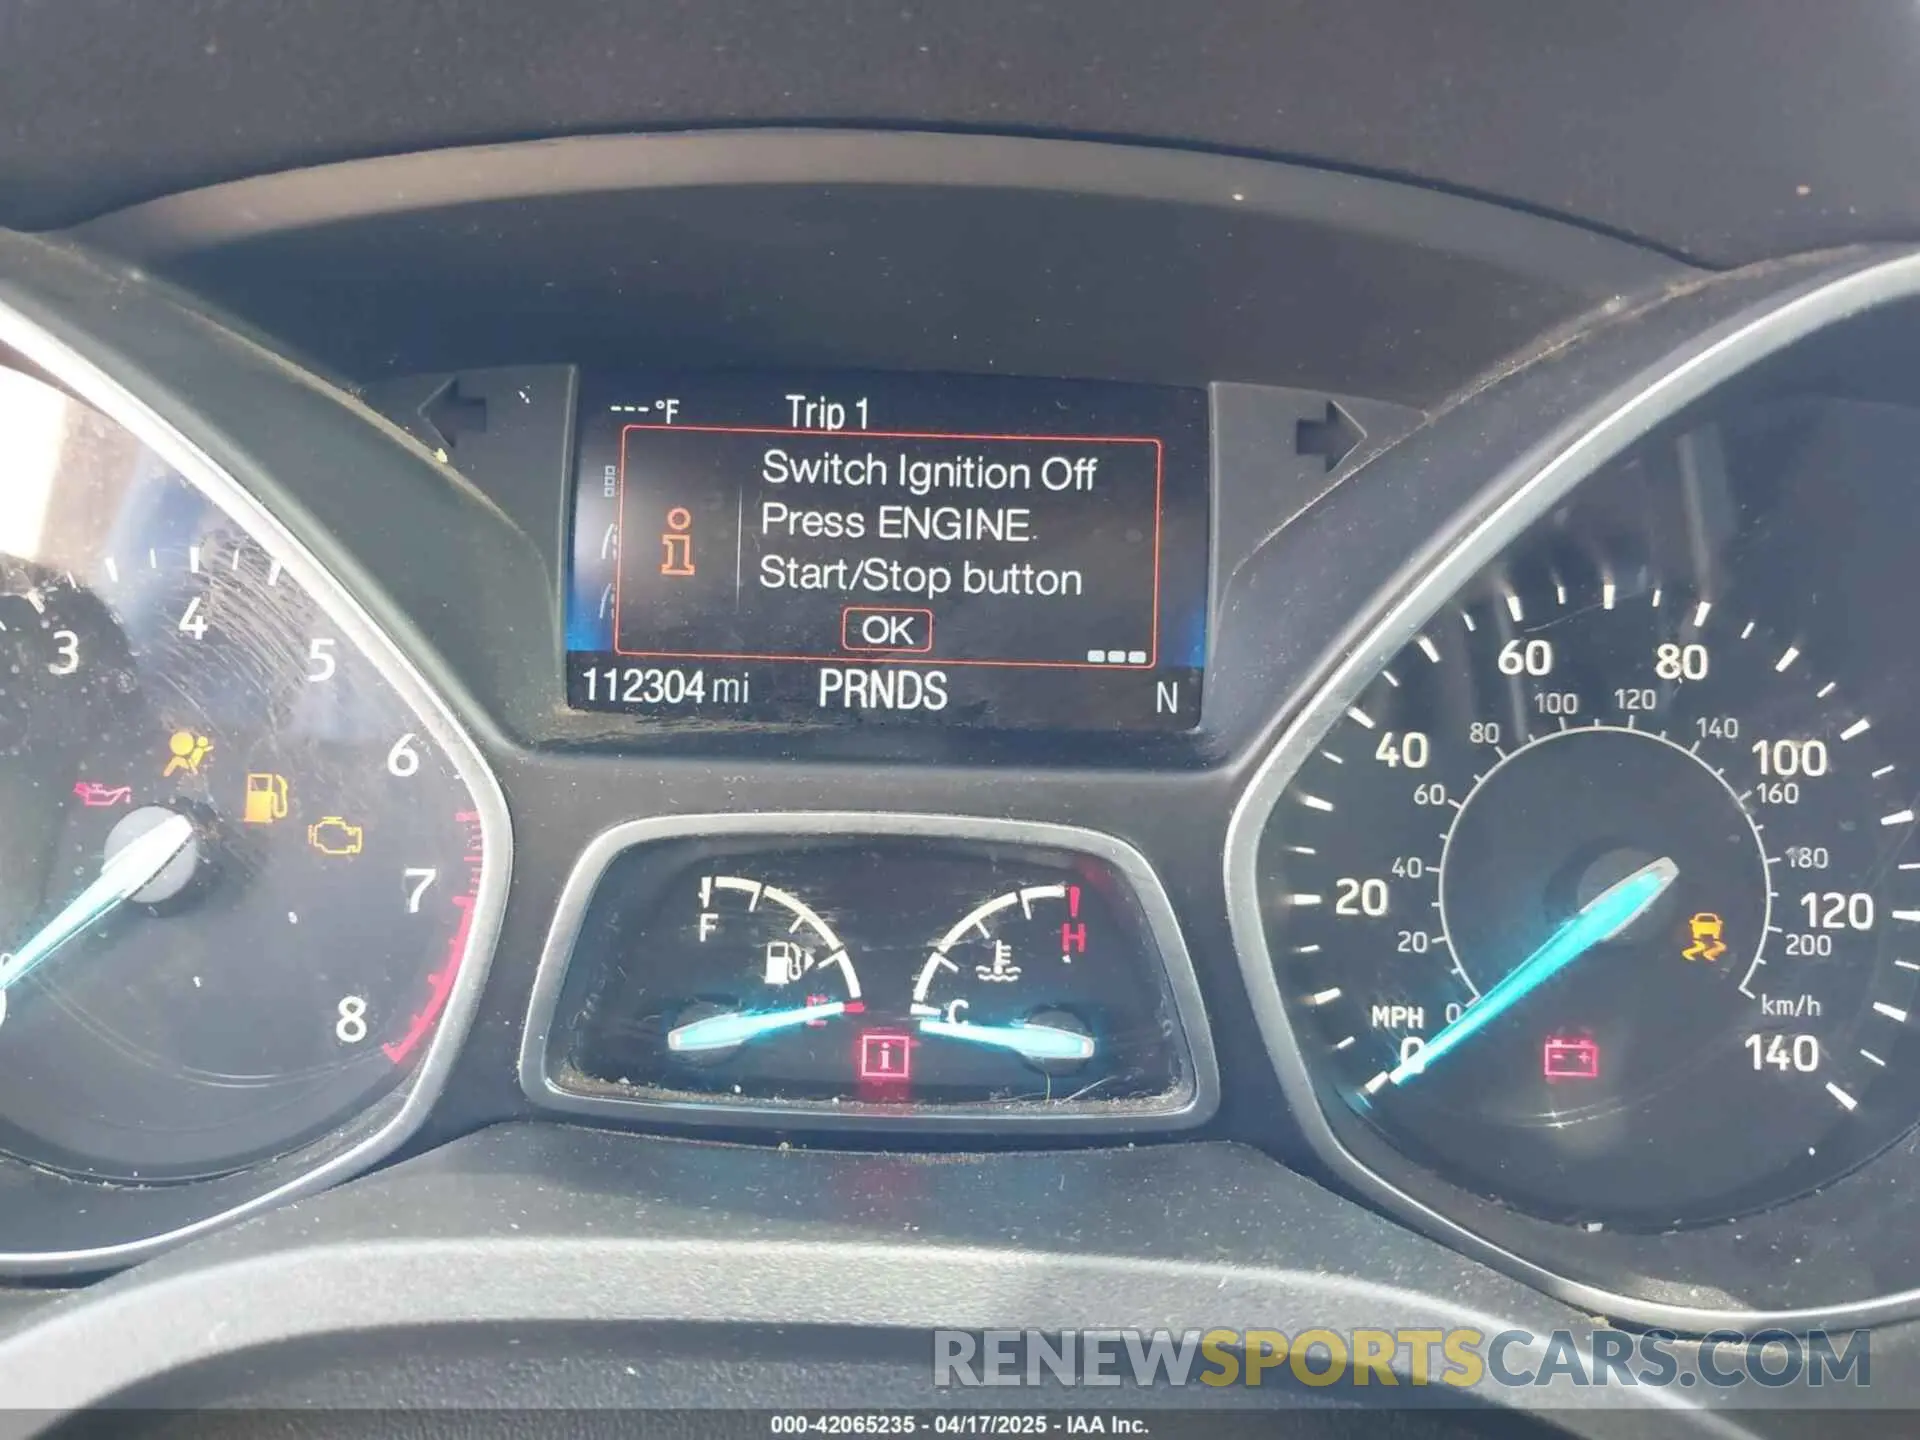 ---°F Trip 1
Switch Ignition Off
Press ENGINE
Start/Stop button
OK
112304 mi PRNDS N
3 4 5 6 7 8
F
C H
0 20 40 60 80 100 120 140
MPH
0 20 40 60 80 100 120 140 160 180 200
km/h
RENEWSPORTSCARS.COM
000-42065235 - 04/17/2025 - IAA Inc.